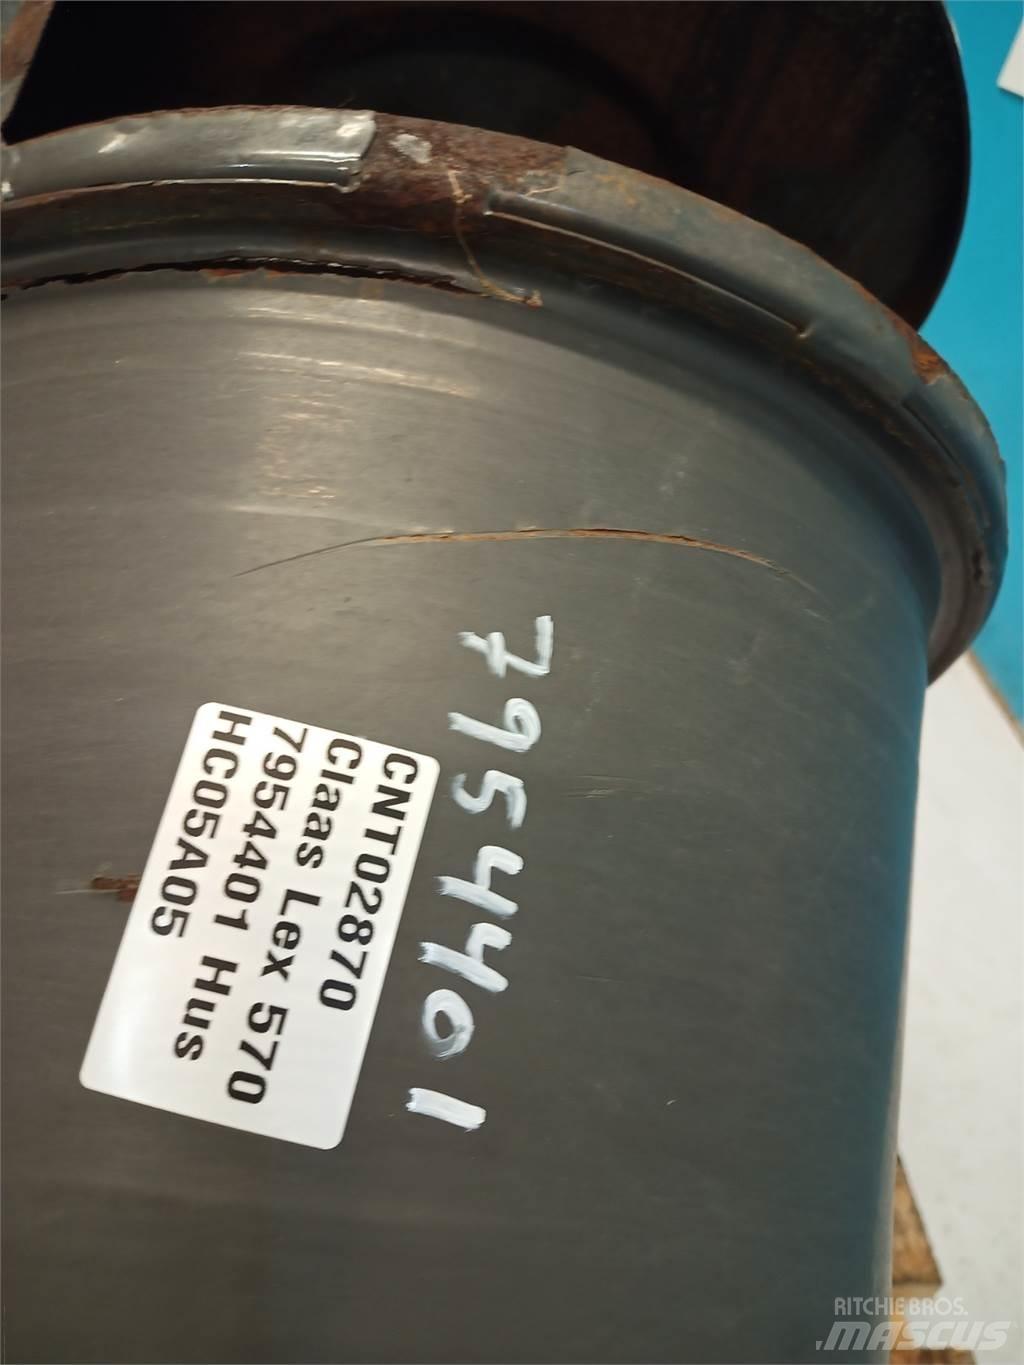 CNT02870
Claas Lex 570
7954401 Hus
HC05A05
7954401
RITCHIE BROS.
MASCUS